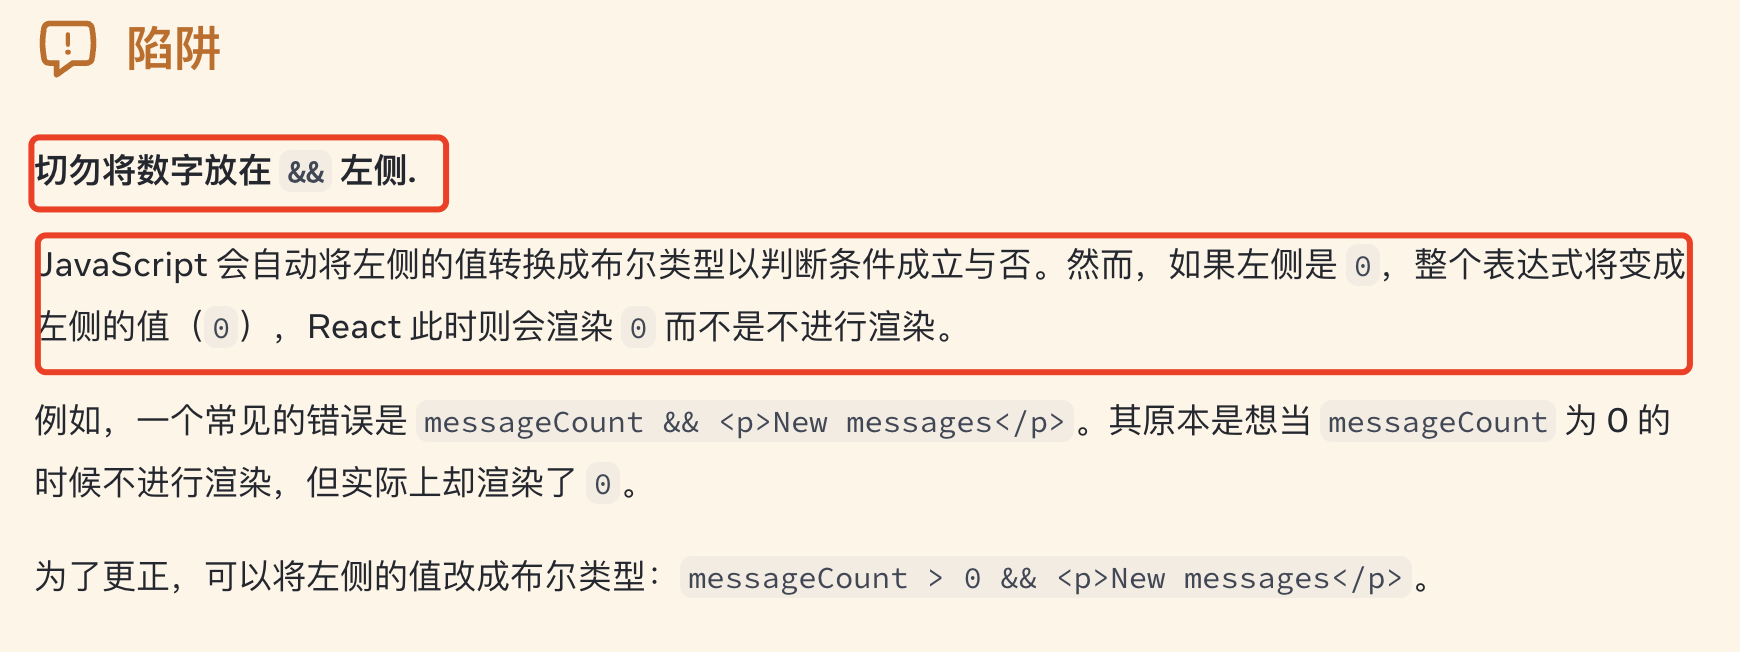 陷阱
切勿将数字放在 && 左侧.
JavaScript 会自动将左侧的值转换成布尔类型以判断条件成立与否。然而，如果左侧是 0，整个表达式将变成
左侧的值（0），React 此时则会渲染 0 而不是不进行渲染。
例如，一个常见的错误是 messageCount && <p>New messages</p>。其原本是想当 messageCount 为 0 的
时候不进行渲染，但实际上却渲染了 0。
为了更正，可以将左侧的值改成布尔类型：messageCount > 0 && <p>New messages</p>。